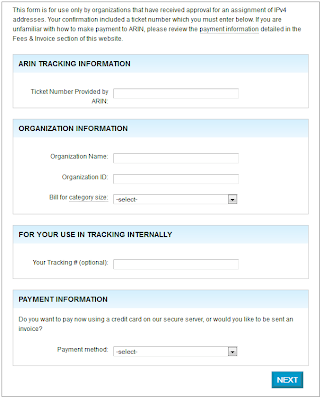 This form is for use only by organizations that have received approval for an assignment of IPv4
addresses. Your confirmation included a ticket number which you must enter below. If you are
unfamiliar with how to make payment to ARIN, please review the payment information detailed in the
Fees & Invoice section of this website.
ARIN TRACKING INFORMATION
Ticket Number Provided by
ARIN:
ORGANIZATION INFORMATION
Organization Name:
Organization ID:
Bill for category size: -select-
FOR YOUR USE IN TRACKING INTERNALLY
Your Tracking # (optional):
PAYMENT INFORMATION
Do you want to pay now using a credit card on our secure server, or would you like to be sent an
invoice?
Payment method: -select-
NEXT